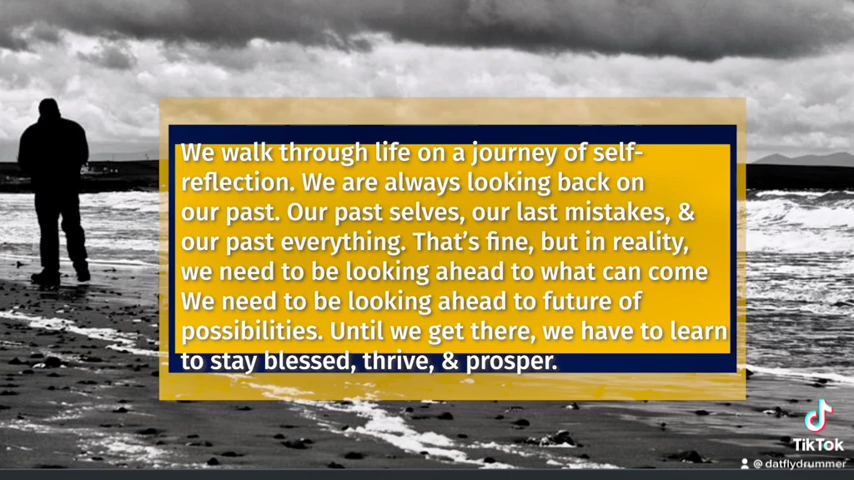 We walk through life on a journey of self-
reflection. We are always looking back on
our past. Our past selves, our last mistakes, &
our past everything. That’s fine, but in reality,
we need to be looking ahead to what can come
We need to be looking ahead to future of
possibilities. Until we get there, we have to learn
to stay blessed, thrive, & prosper.
TikTok
@ datflydrummer